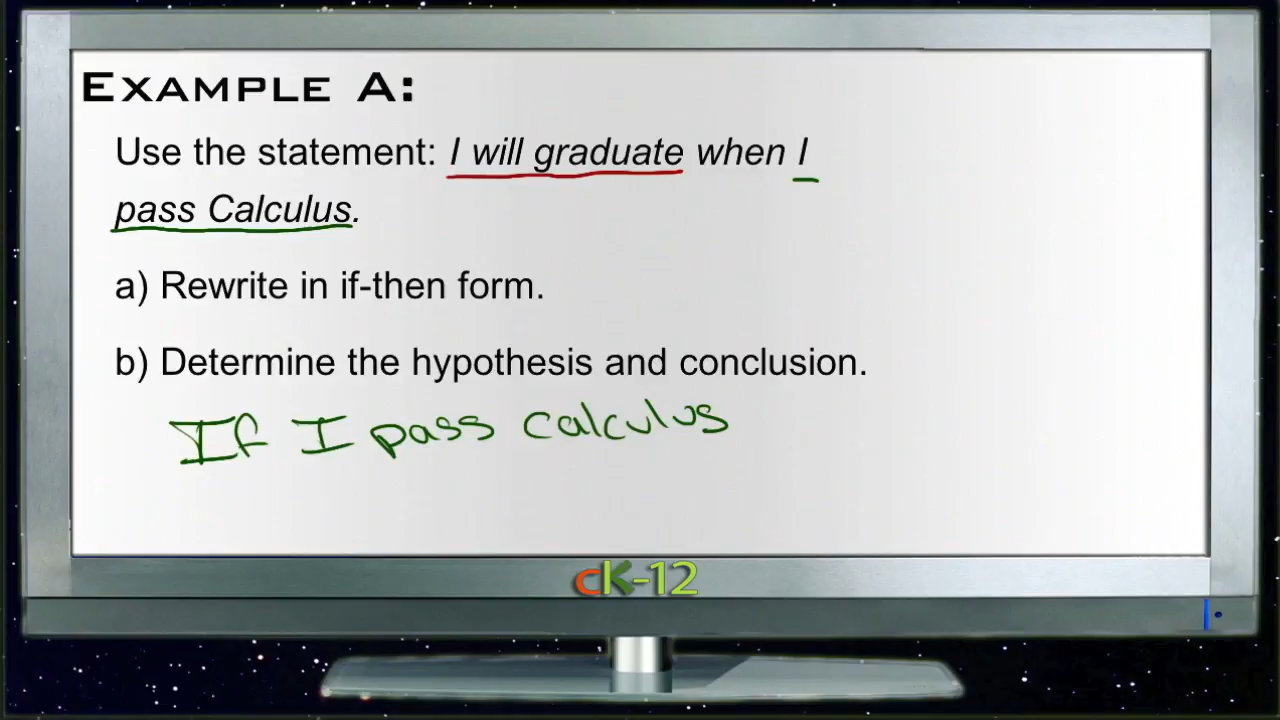 EXAMPLE A:
Use the statement: I will graduate when I
pass Calculus.
a) Rewrite in if-then form.
b) Determine the hypothesis and conclusion.
If I pass calculus
cK-12